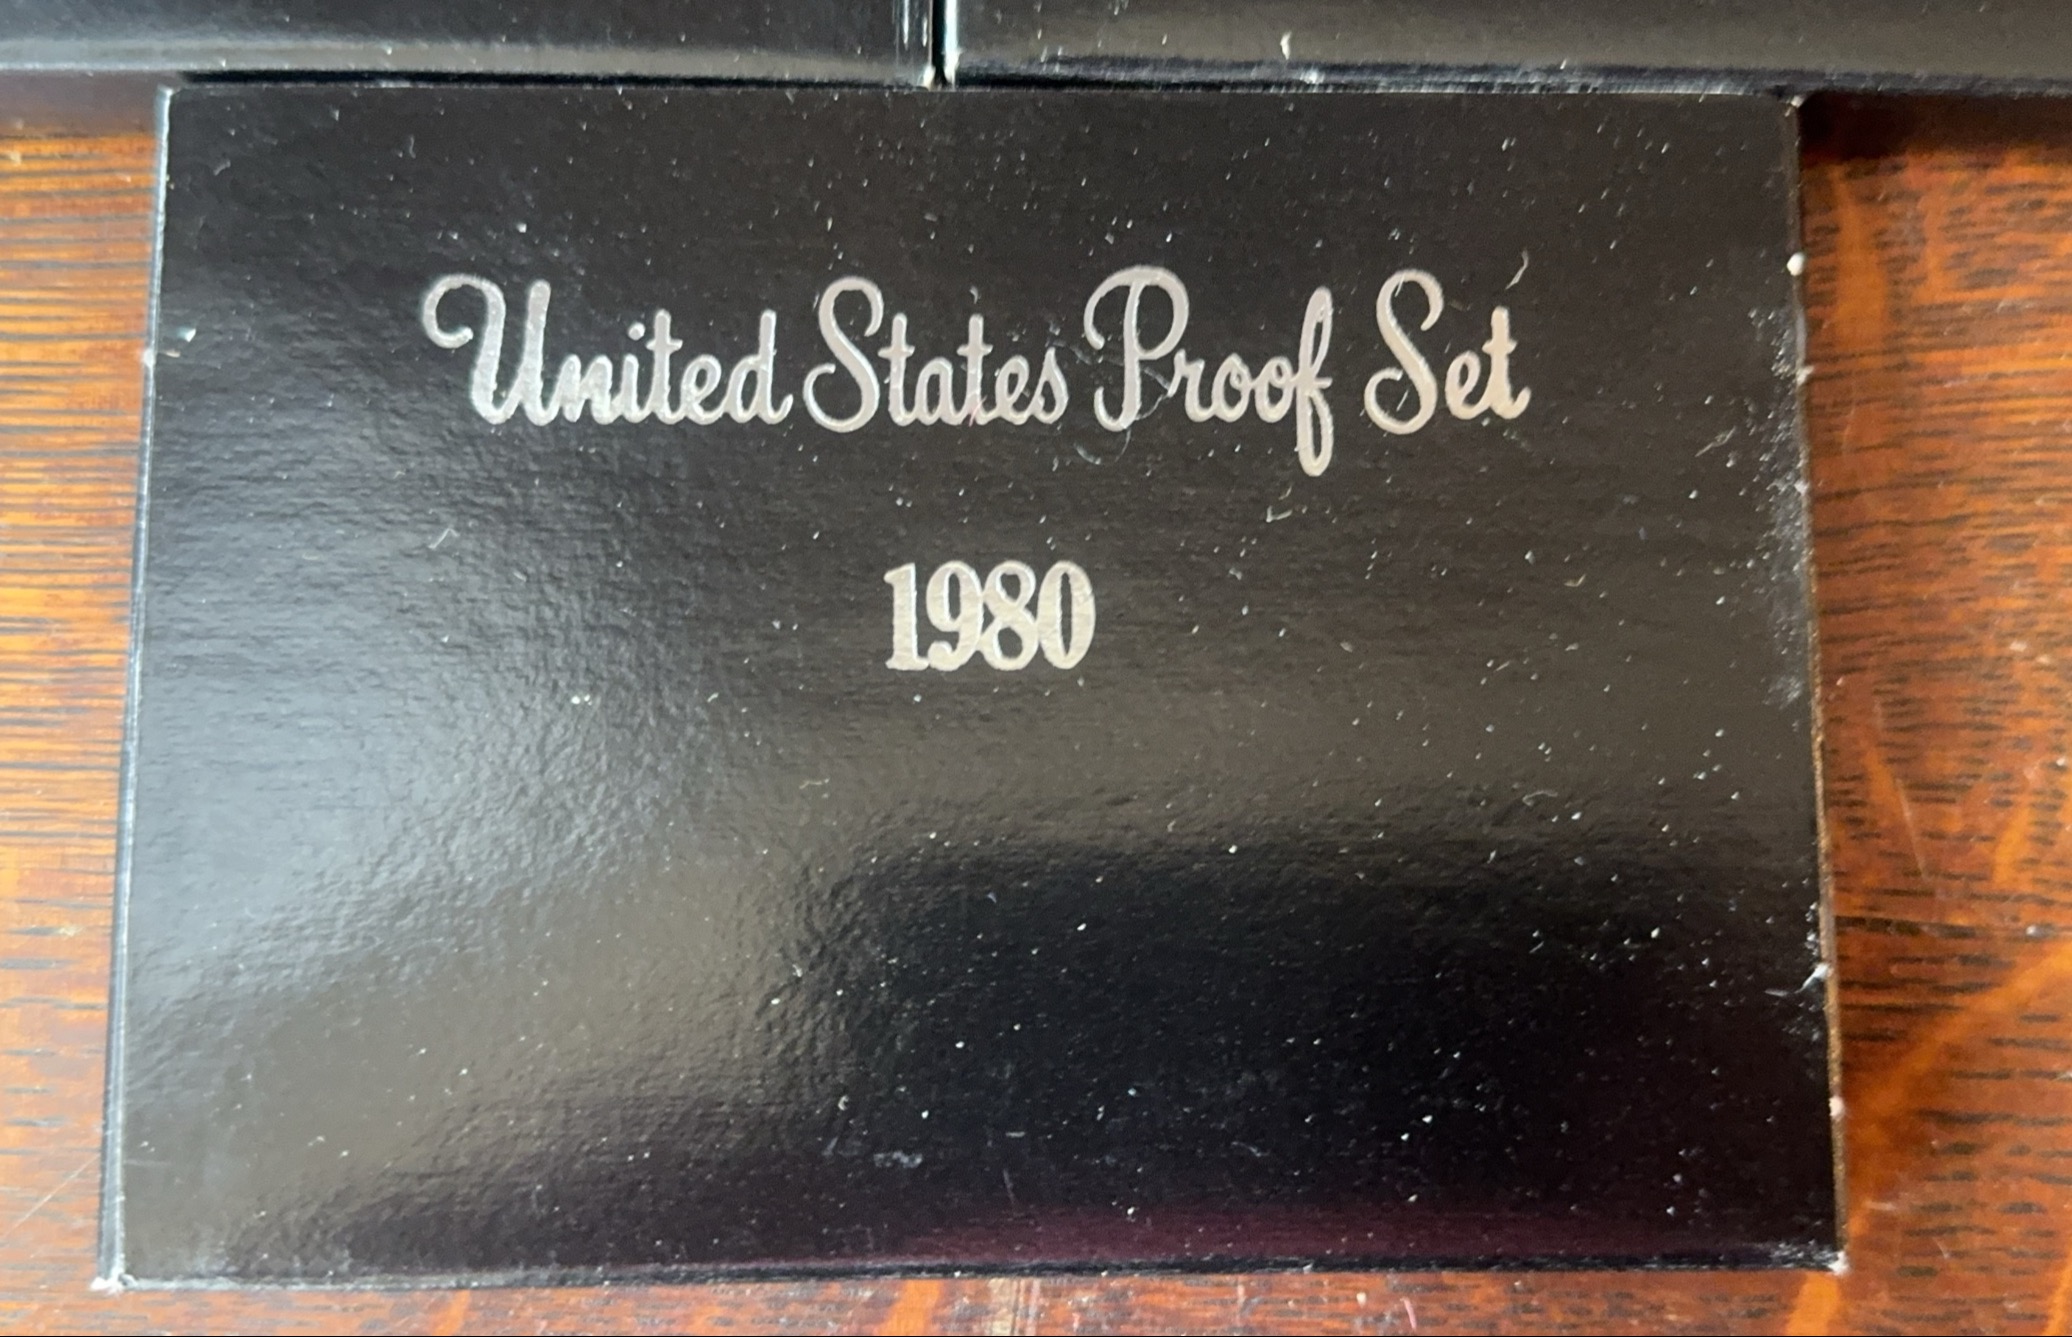 United States Proof Set
1980